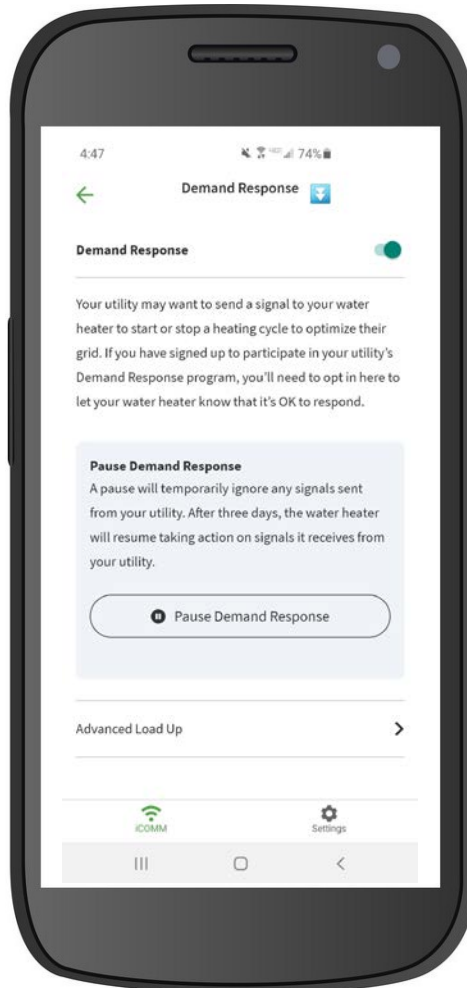 4:47 74%
Demand Response
Demand Response
Your utility may want to send a signal to your water
heater to start or stop a heating cycle to optimize their
grid. If you have signed up to participate in your utility's
Demand Response program, you'll need to opt in here to
let your water heater know that it's OK to respond.
Pause Demand Response
A pause will temporarily ignore any signals sent
from your utility. After three days, the water heater
will resume taking action on signals it receives from
your utility.
Pause Demand Response
Advanced Load Up
iCOMM Settings